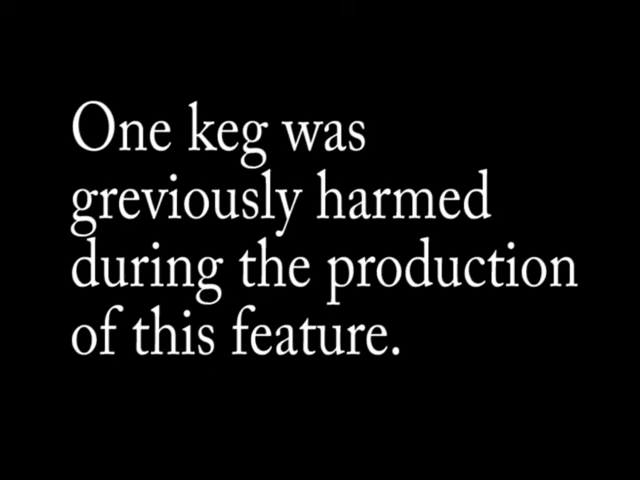 One keg was
greviously harmed
during the production
of this feature.